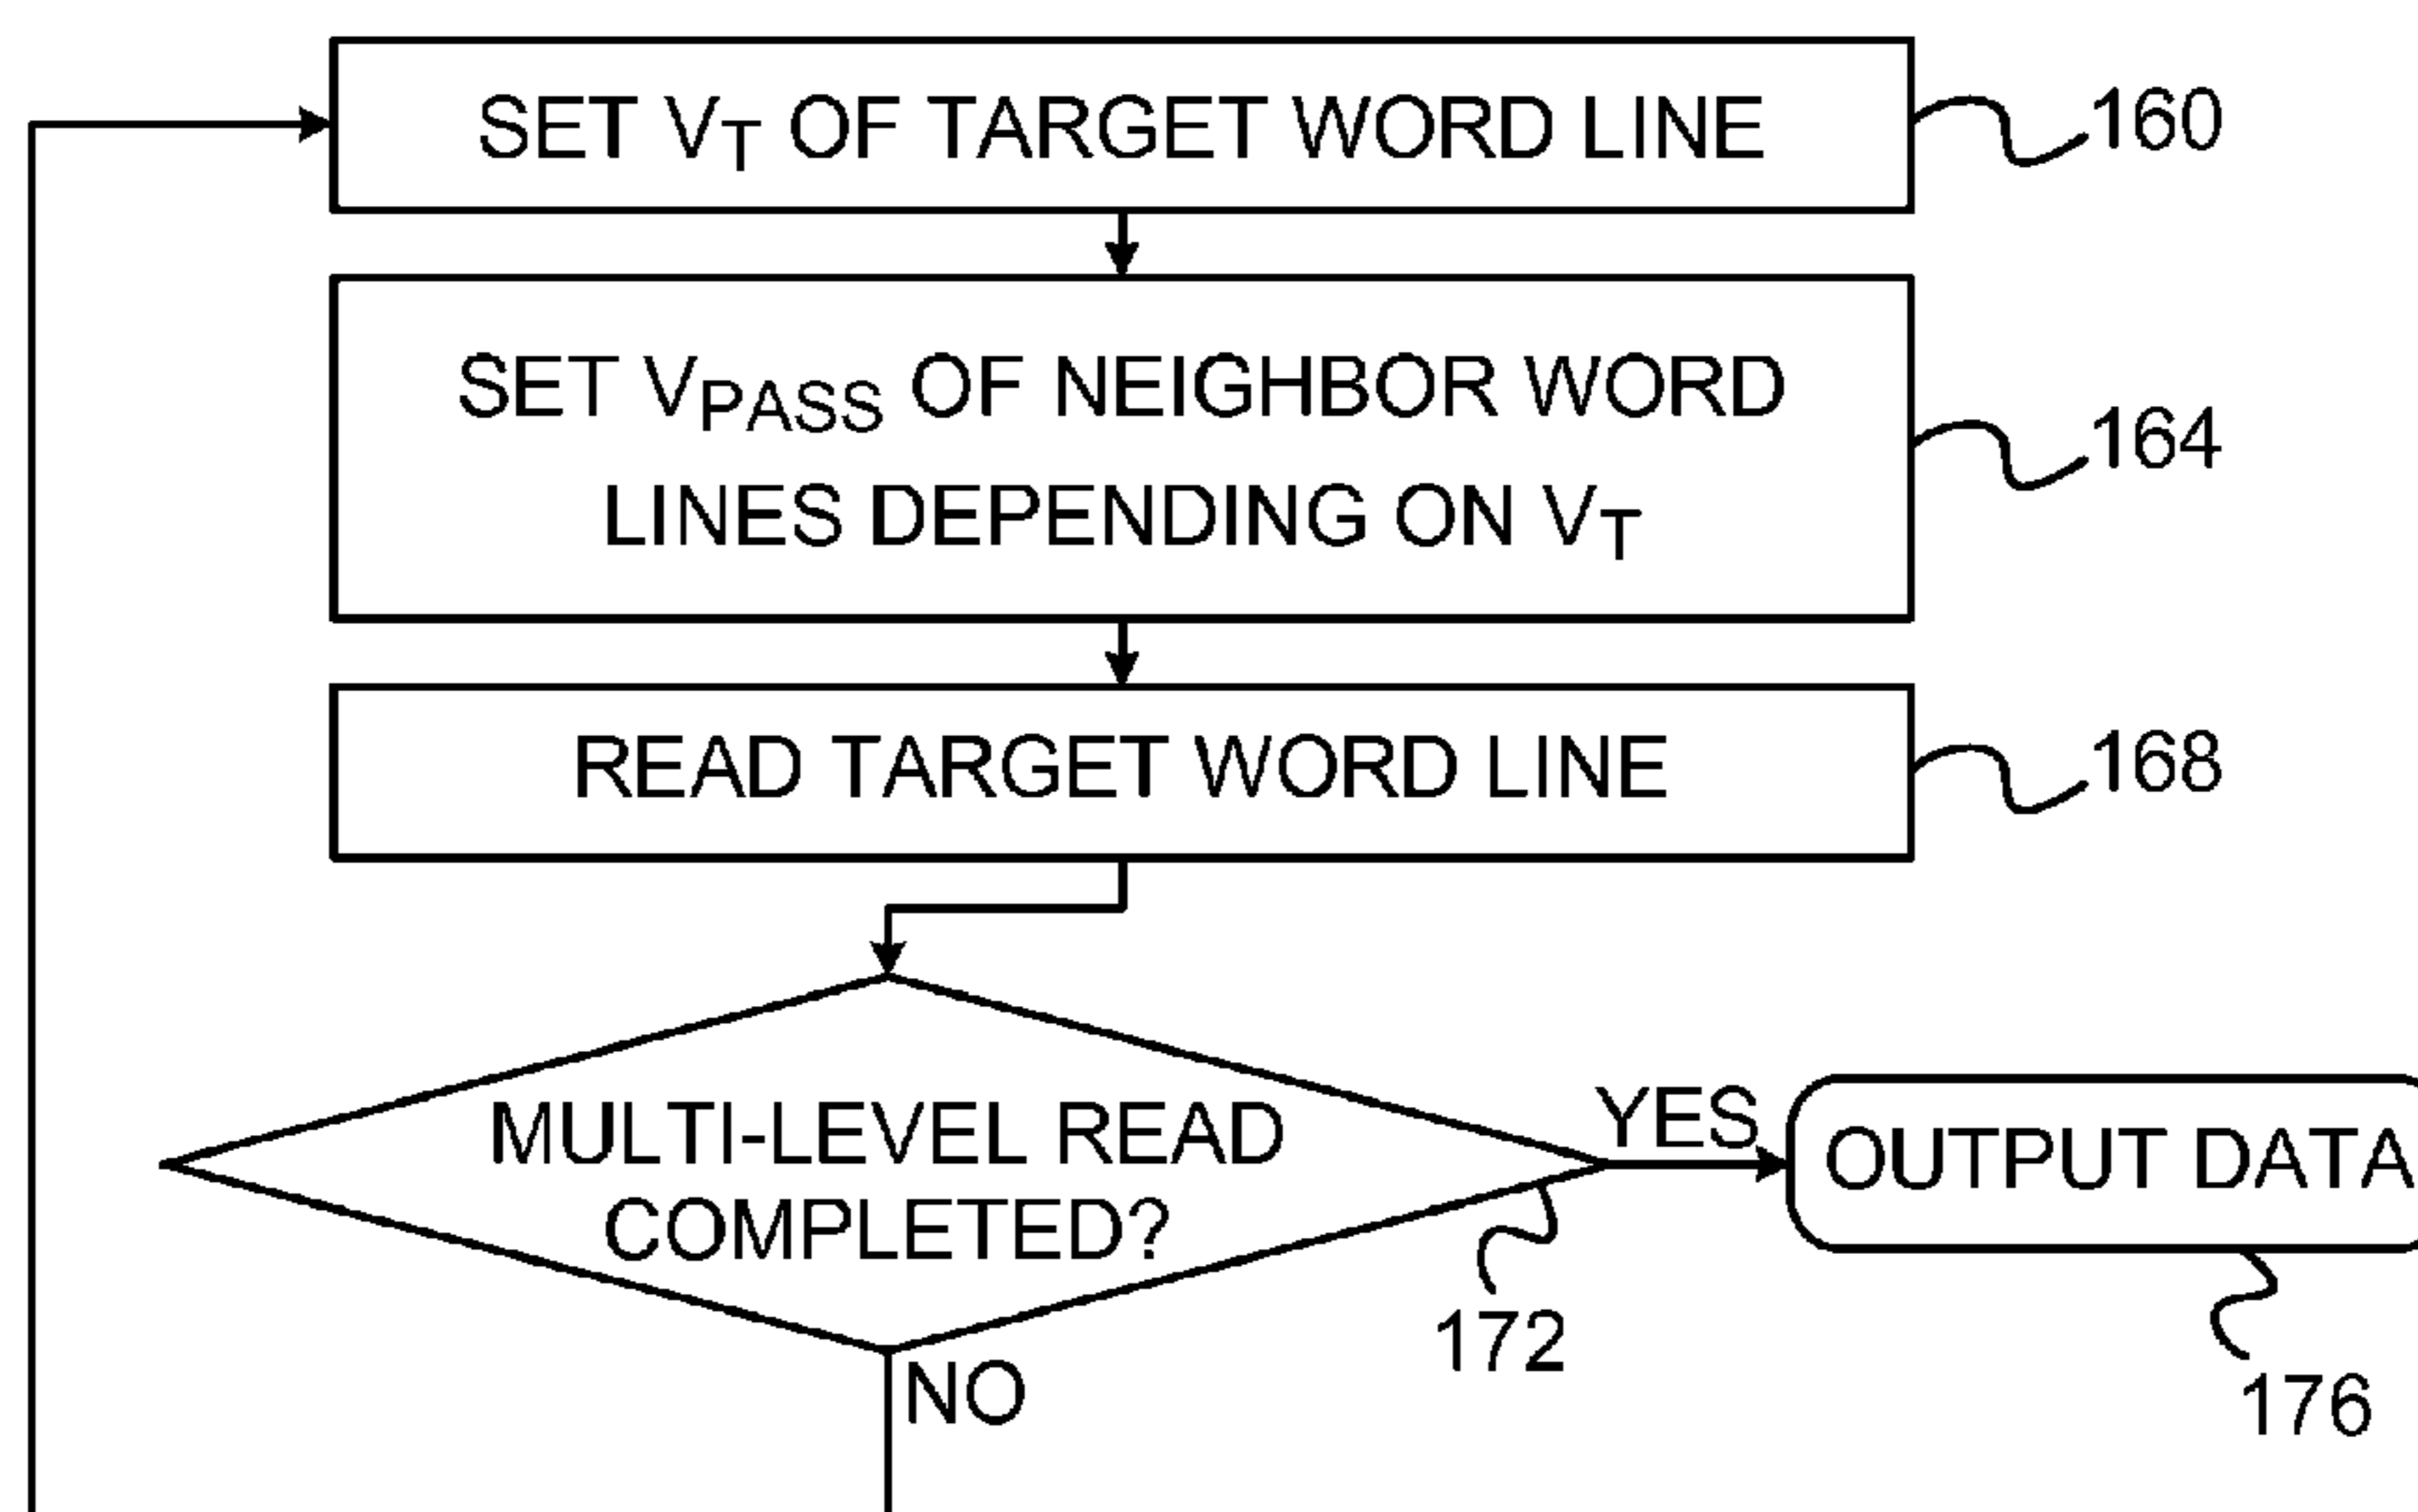 SET VT OF TARGET WORD LINE
160
SET VPASS OF NEIGHBOR WORD
LINES DEPENDING ON VT
164
READ TARGET WORD LINE
168
MULTI-LEVEL READ
COMPLETED?
YES
OUTPUT DATA
172
NO
176